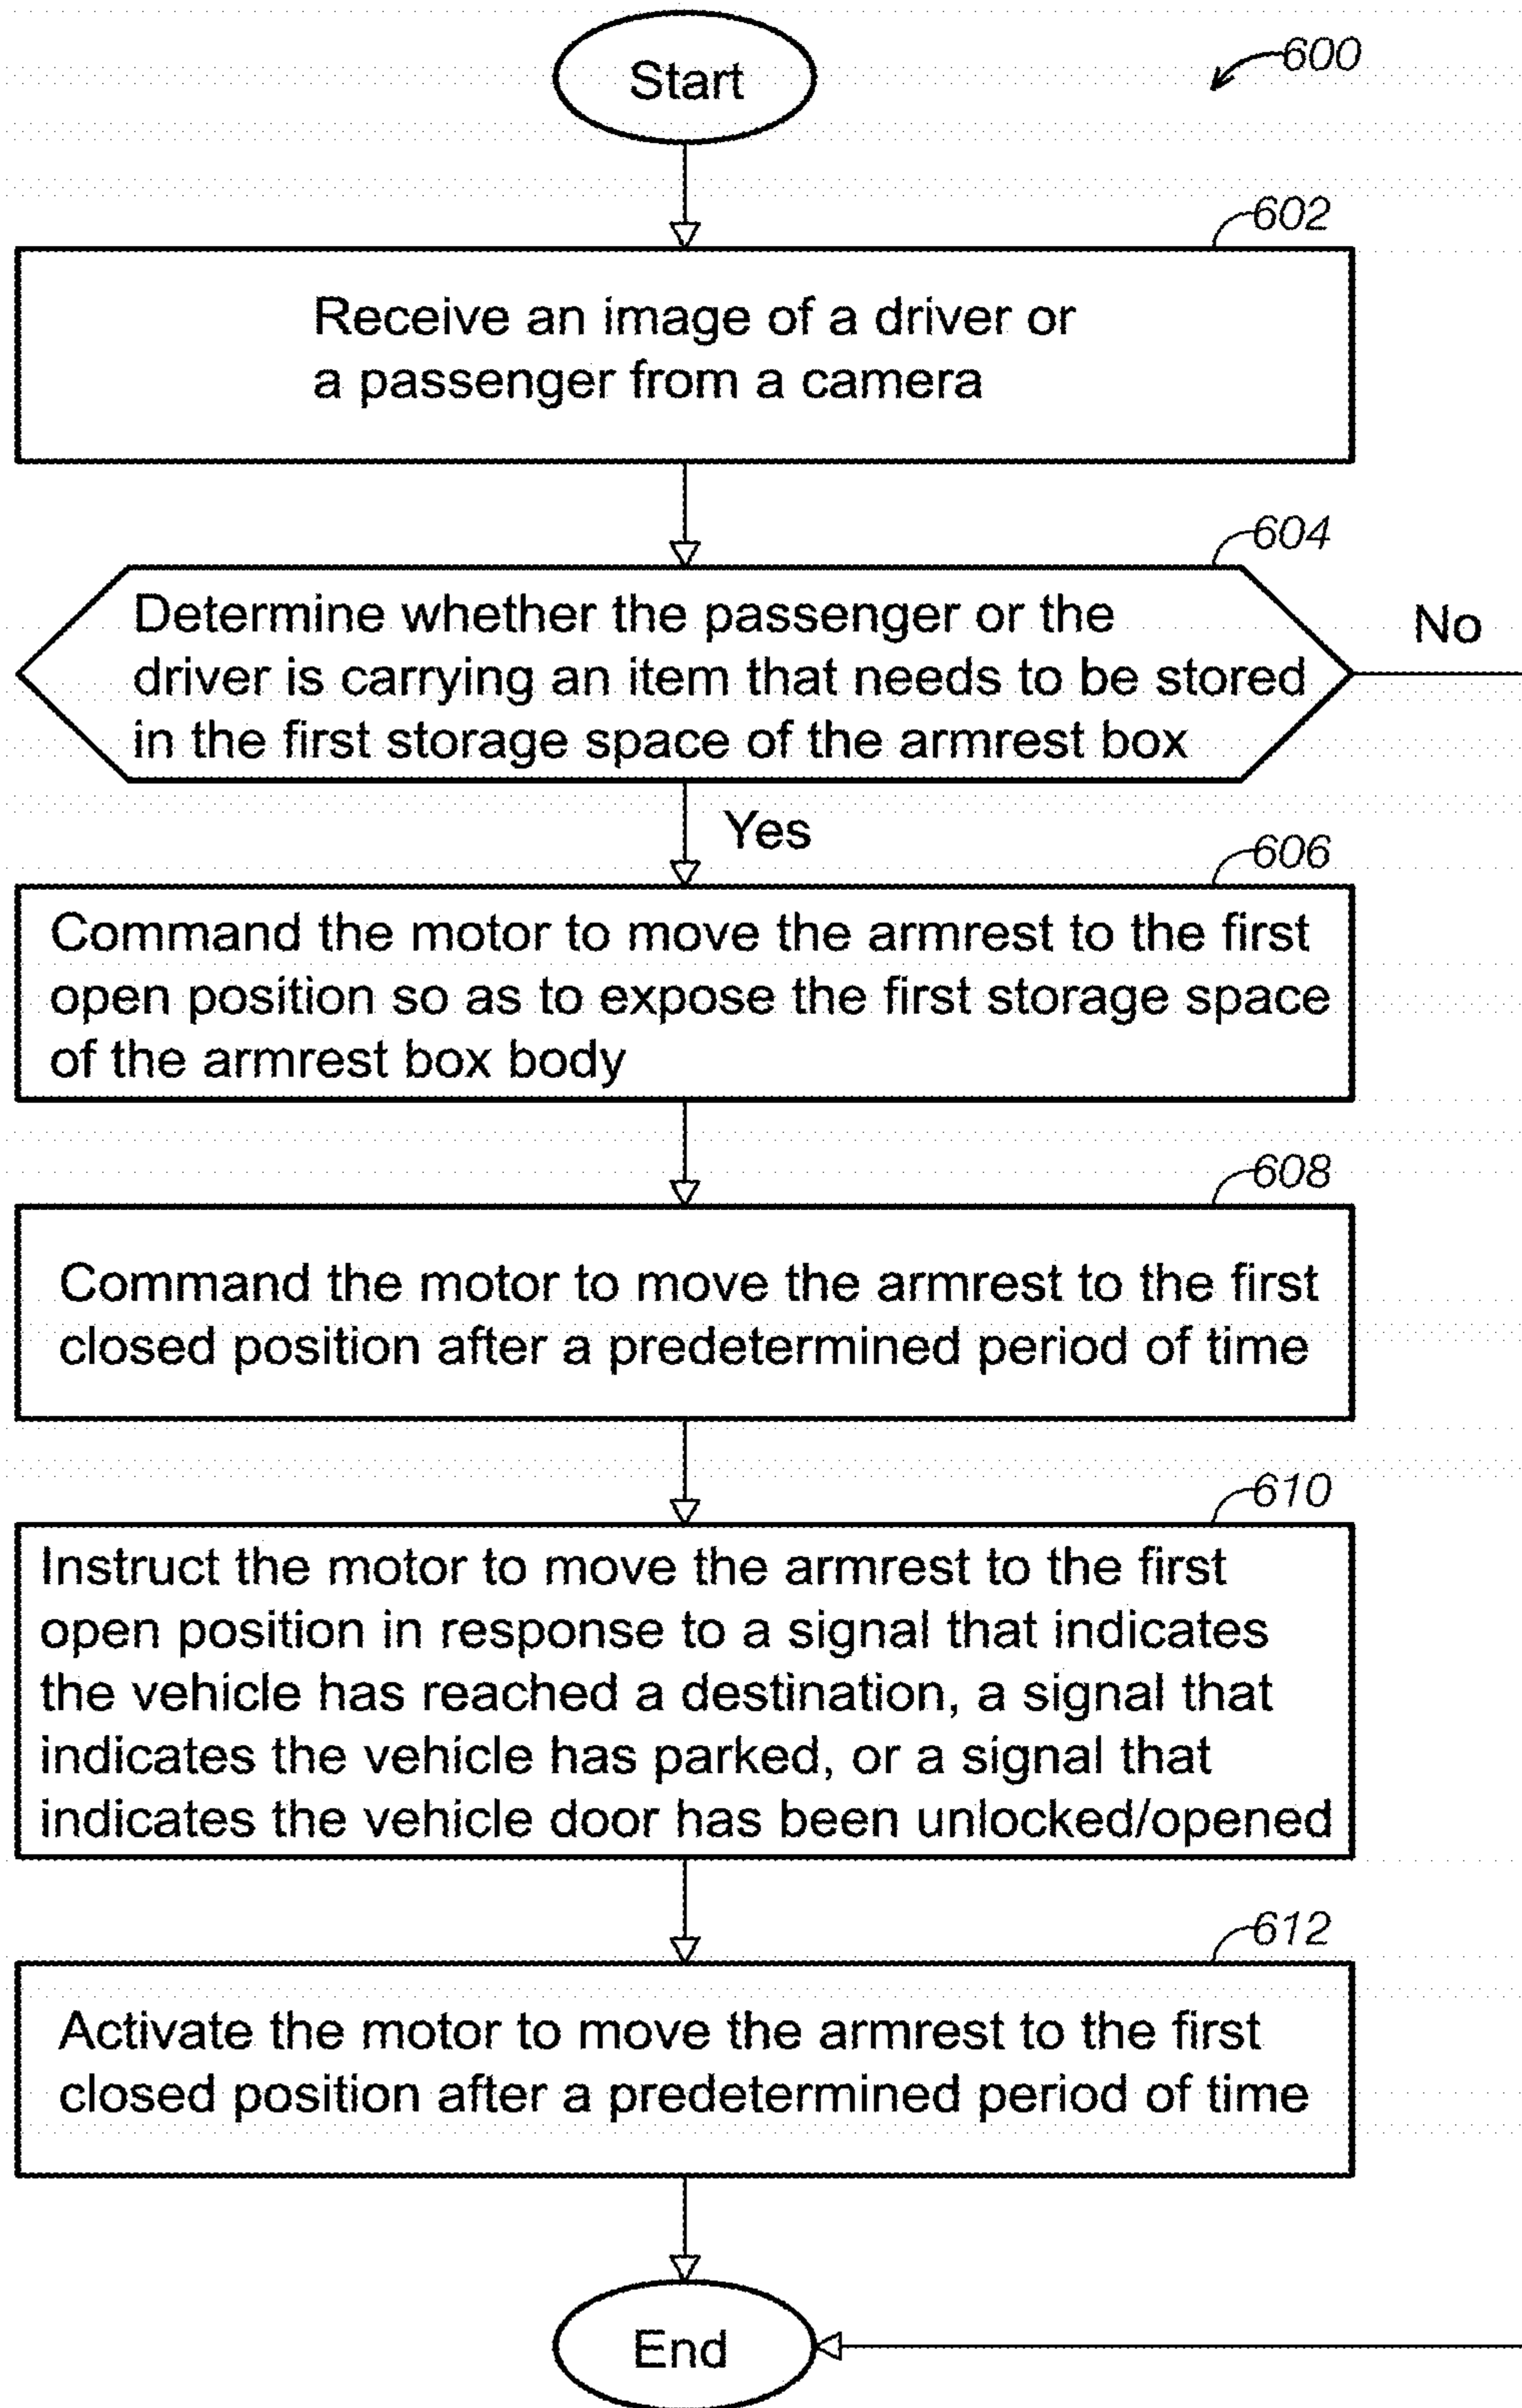 Start
600
602
Receive an image of a driver or
a passenger from a camera
604
Determine whether the passenger or the
driver is carrying an item that needs to be stored
in the first storage space of the armrest box
No
Yes
606
Command the motor to move the armrest to the first
open position so as to expose the first storage space
of the armrest box body
608
Command the motor to move the armrest to the first
closed position after a predetermined period of time
610
Instruct the motor to move the armrest to the first
open position in response to a signal that indicates
the vehicle has reached a destination, a signal that
indicates the vehicle has parked, or a signal that
indicates the vehicle door has been unlocked/opened
612
Activate the motor to move the armrest to the first
closed position after a predetermined period of time
End